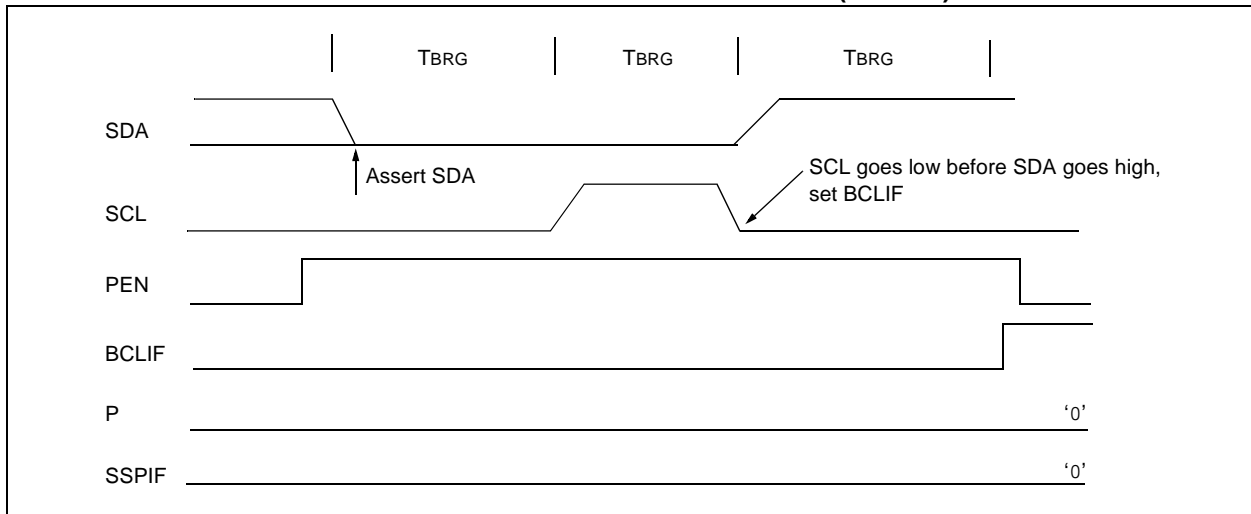 TBRG TBRG TBRG
SDA
Assert SDA
SCL goes low before SDA goes high,
set BCLIF
SCL
PEN
BCLIF
P '0'
SSPIF '0'